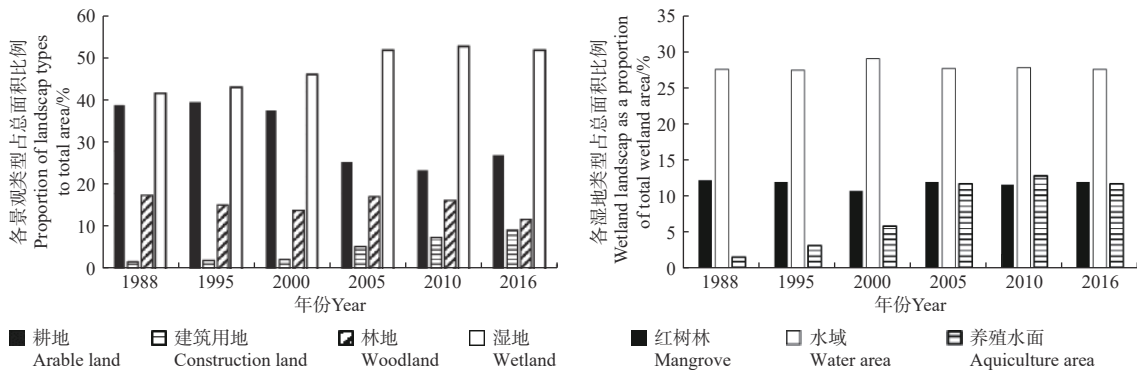 各景观类型占总面积比例
Proportion of landscap types
to total area/%
60
50
40
30
20
10
0
1988 1995 2000 2005 2010 2016
年份Year
耕地 建筑用地 林地 湿地
Arable land Construction land Woodland Wetland
各湿地类型占总面积比例
Wetland landscap as a proportion
of total wetland area/%
35
30
25
20
15
10
5
0
1988 1995 2000 2005 2010 2016
年份Year
红树林 水域 养殖水面
Mangrove Water area Aquiculture area